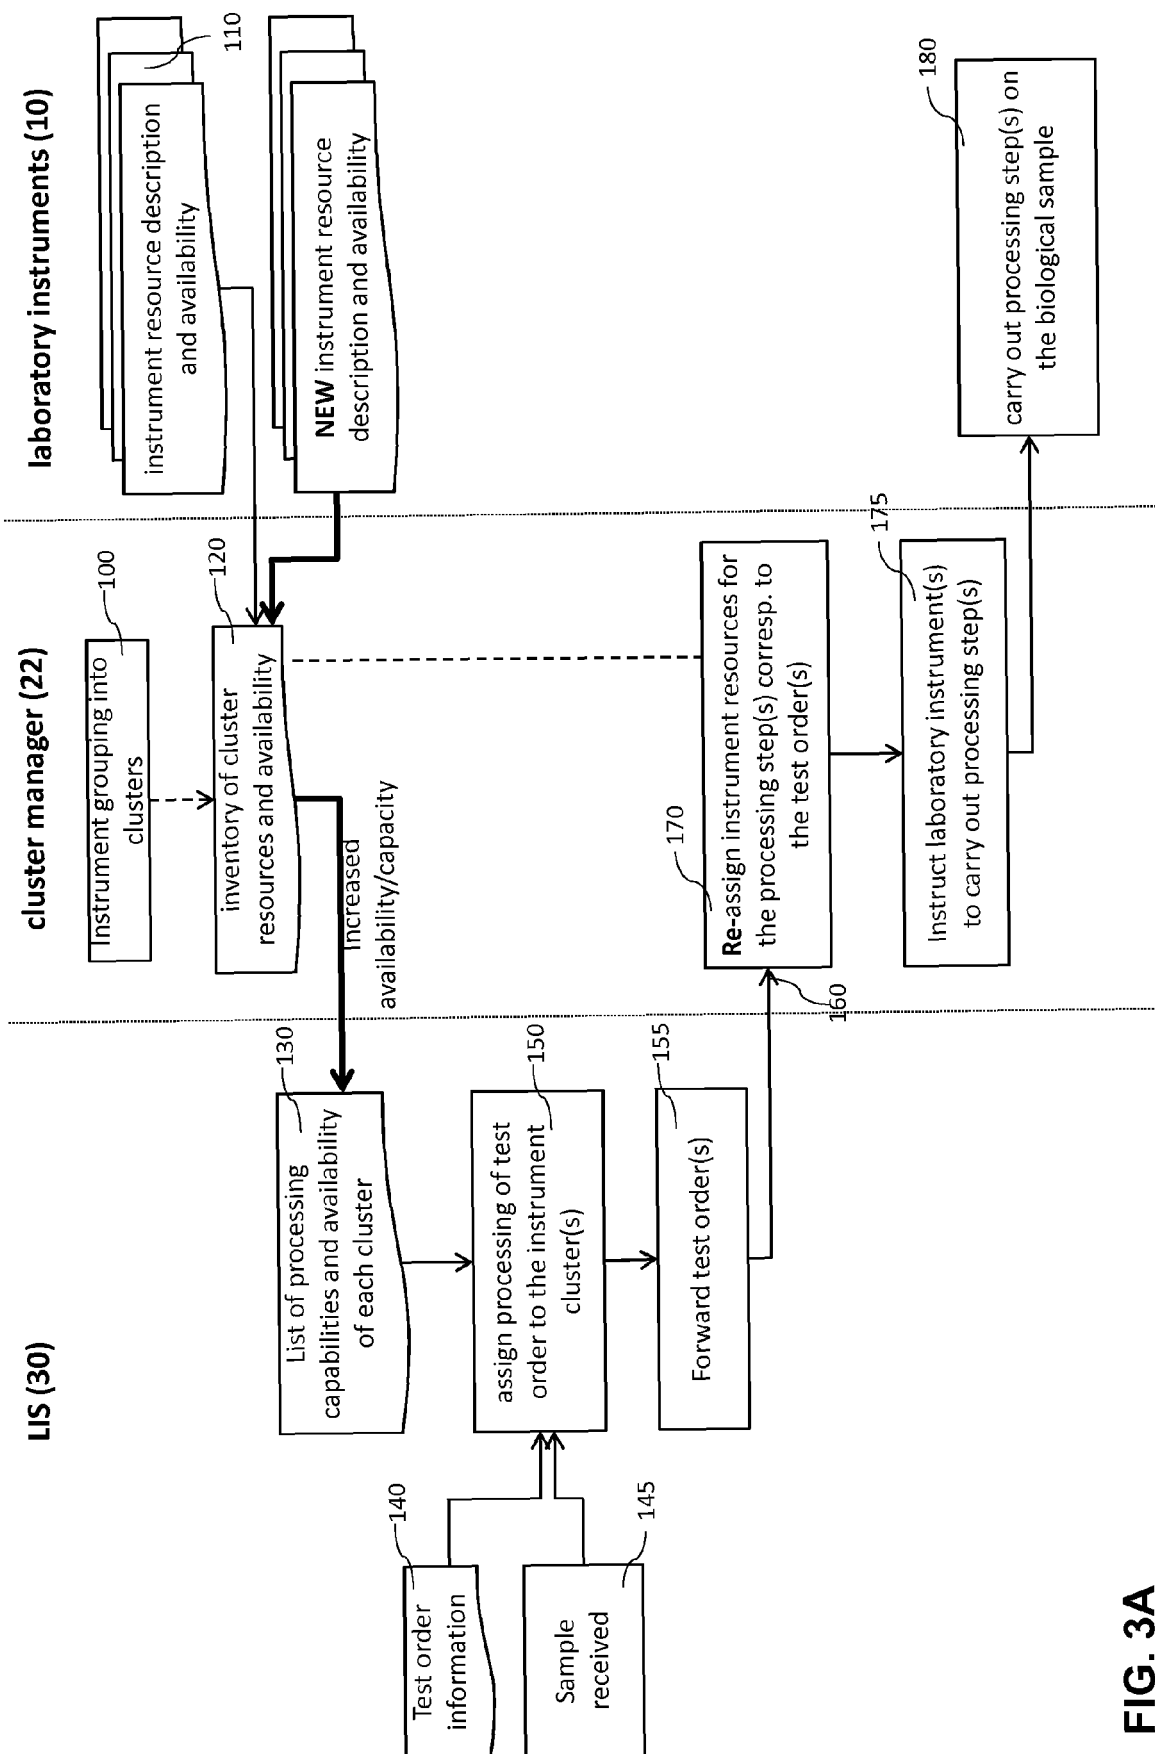 LIS (30)
cluster manager (22)
laboratory instruments (10)
Instrument grouping into
clusters
100
instrument resource description
and availability
110
inventory of cluster
resources and availability
120
NEW instrument resource
description and availability
increased
availability/capacity
List of processing
capabilities and availability
of each cluster
130
Test order
information
140
Sample
received
145
assign processing of test
order to the instrument
cluster(s)
150
Forward test order(s)
155
160
Re-assign instrument resources for
the processing step(s) corresp. to
the test order(s)
170
Instruct laboratory instrument(s)
to carry out processing step(s)
175
carry out processing step(s) on
the biological sample
180
FIG. 3A